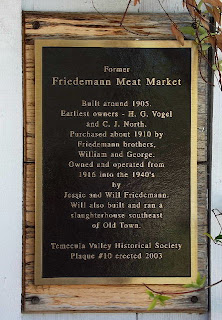 Former
Friedemann Meat Market
Built around 1905.
Earliest owners - H. G. Vogel
and C. J. North.
Purchased about 1910 by
Friedemann brothers,
William and George.
Owned and operated from
1916 into the 1940's
by
Jessie and Will Friedemann.
Will also built and ran a
slaughterhouse southeast
of Old Town.
Temecula Valley Historical Society
Plaque #10 erected 2003